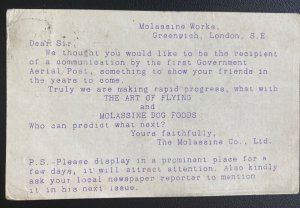 Molassine Works,
Greenwich, London, S.E
Dear Sir,
We thought you would like to be the recipient
of a communication by the first Government
Aerial Post, something to show your friends in
the years to come.
Truly we are making rapid progress, what with
THE ART OF FLYING
and
MOLASSINE DOG FOODS
Who can predict what next?
Yours faithfully,
The Molassine Co., Ltd.
P.S.-Please display in a prominent place for a
few days, it will attract attention. Also kindly
ask your local newspaper reporter to mention
it in his next issue.